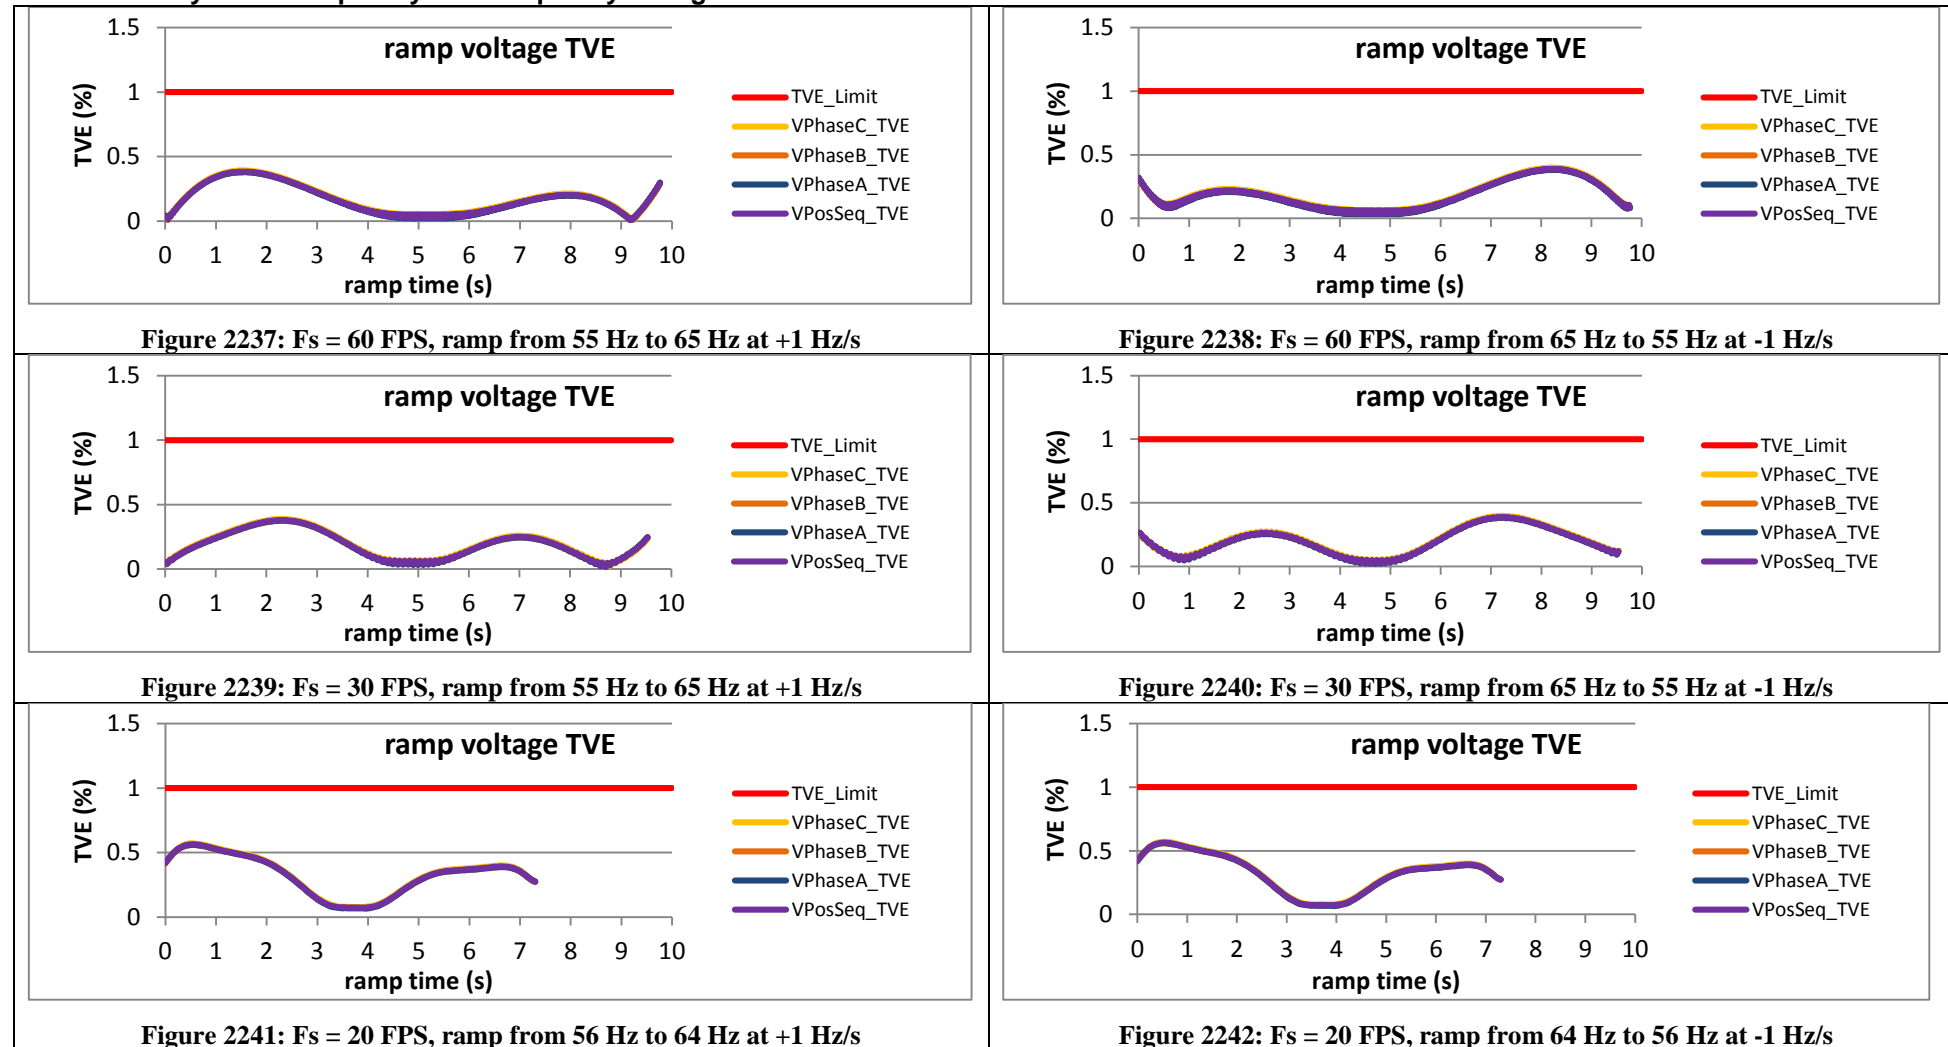 ramp voltage TVE
1.5
1
0.5
0
TVE (%)
0 1 2 3 4 5 6 7 8 9 10
ramp time (s)
TVE_Limit
VPhaseC_TVE
VPhaseB_TVE
VPhaseA_TVE
VPosSeq_TVE
Figure 2237: Fs = 60 FPS, ramp from 55 Hz to 65 Hz at +1 Hz/s
ramp voltage TVE
1.5
1
0.5
0
TVE (%)
0 1 2 3 4 5 6 7 8 9 10
ramp time (s)
TVE_Limit
VPhaseC_TVE
VPhaseB_TVE
VPhaseA_TVE
VPosSeq_TVE
Figure 2238: Fs = 60 FPS, ramp from 65 Hz to 55 Hz at -1 Hz/s
ramp voltage TVE
1.5
1
0.5
0
TVE (%)
0 1 2 3 4 5 6 7 8 9 10
ramp time (s)
TVE_Limit
VPhaseC_TVE
VPhaseB_TVE
VPhaseA_TVE
VPosSeq_TVE
Figure 2239: Fs = 30 FPS, ramp from 55 Hz to 65 Hz at +1 Hz/s
ramp voltage TVE
1.5
1
0.5
0
TVE (%)
0 1 2 3 4 5 6 7 8 9 10
ramp time (s)
TVE_Limit
VPhaseC_TVE
VPhaseB_TVE
VPhaseA_TVE
VPosSeq_TVE
Figure 2240: Fs = 30 FPS, ramp from 65 Hz to 55 Hz at -1 Hz/s
ramp voltage TVE
1.5
1
0.5
0
TVE (%)
0 1 2 3 4 5 6 7 8 9 10
ramp time (s)
TVE_Limit
VPhaseC_TVE
VPhaseB_TVE
VPhaseA_TVE
VPosSeq_TVE
Figure 2241: Fs = 20 FPS, ramp from 56 Hz to 64 Hz at +1 Hz/s
ramp voltage TVE
1.5
1
0.5
0
TVE (%)
0 1 2 3 4 5 6 7 8 9 10
ramp time (s)
TVE_Limit
VPhaseC_TVE
VPhaseB_TVE
VPhaseA_TVE
VPosSeq_TVE
Figure 2242: Fs = 20 FPS, ramp from 64 Hz to 56 Hz at -1 Hz/s